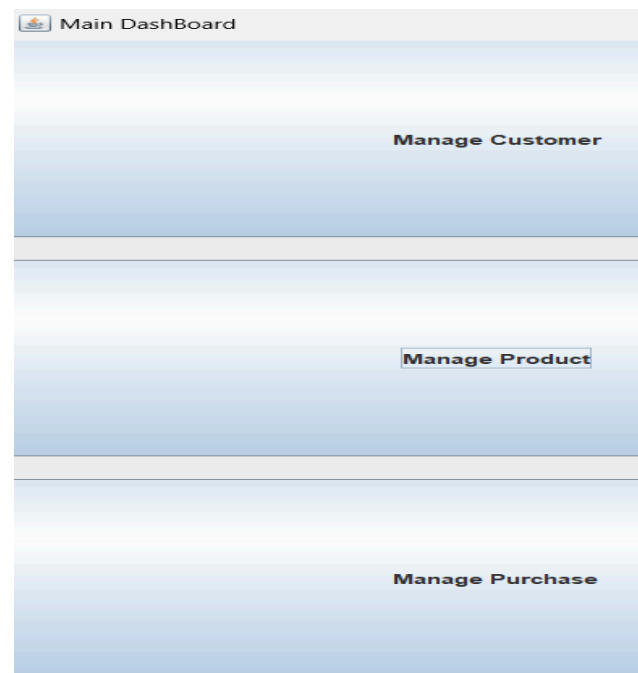 Main DashBoard
Manage Customer
Manage Product
Manage Purchase